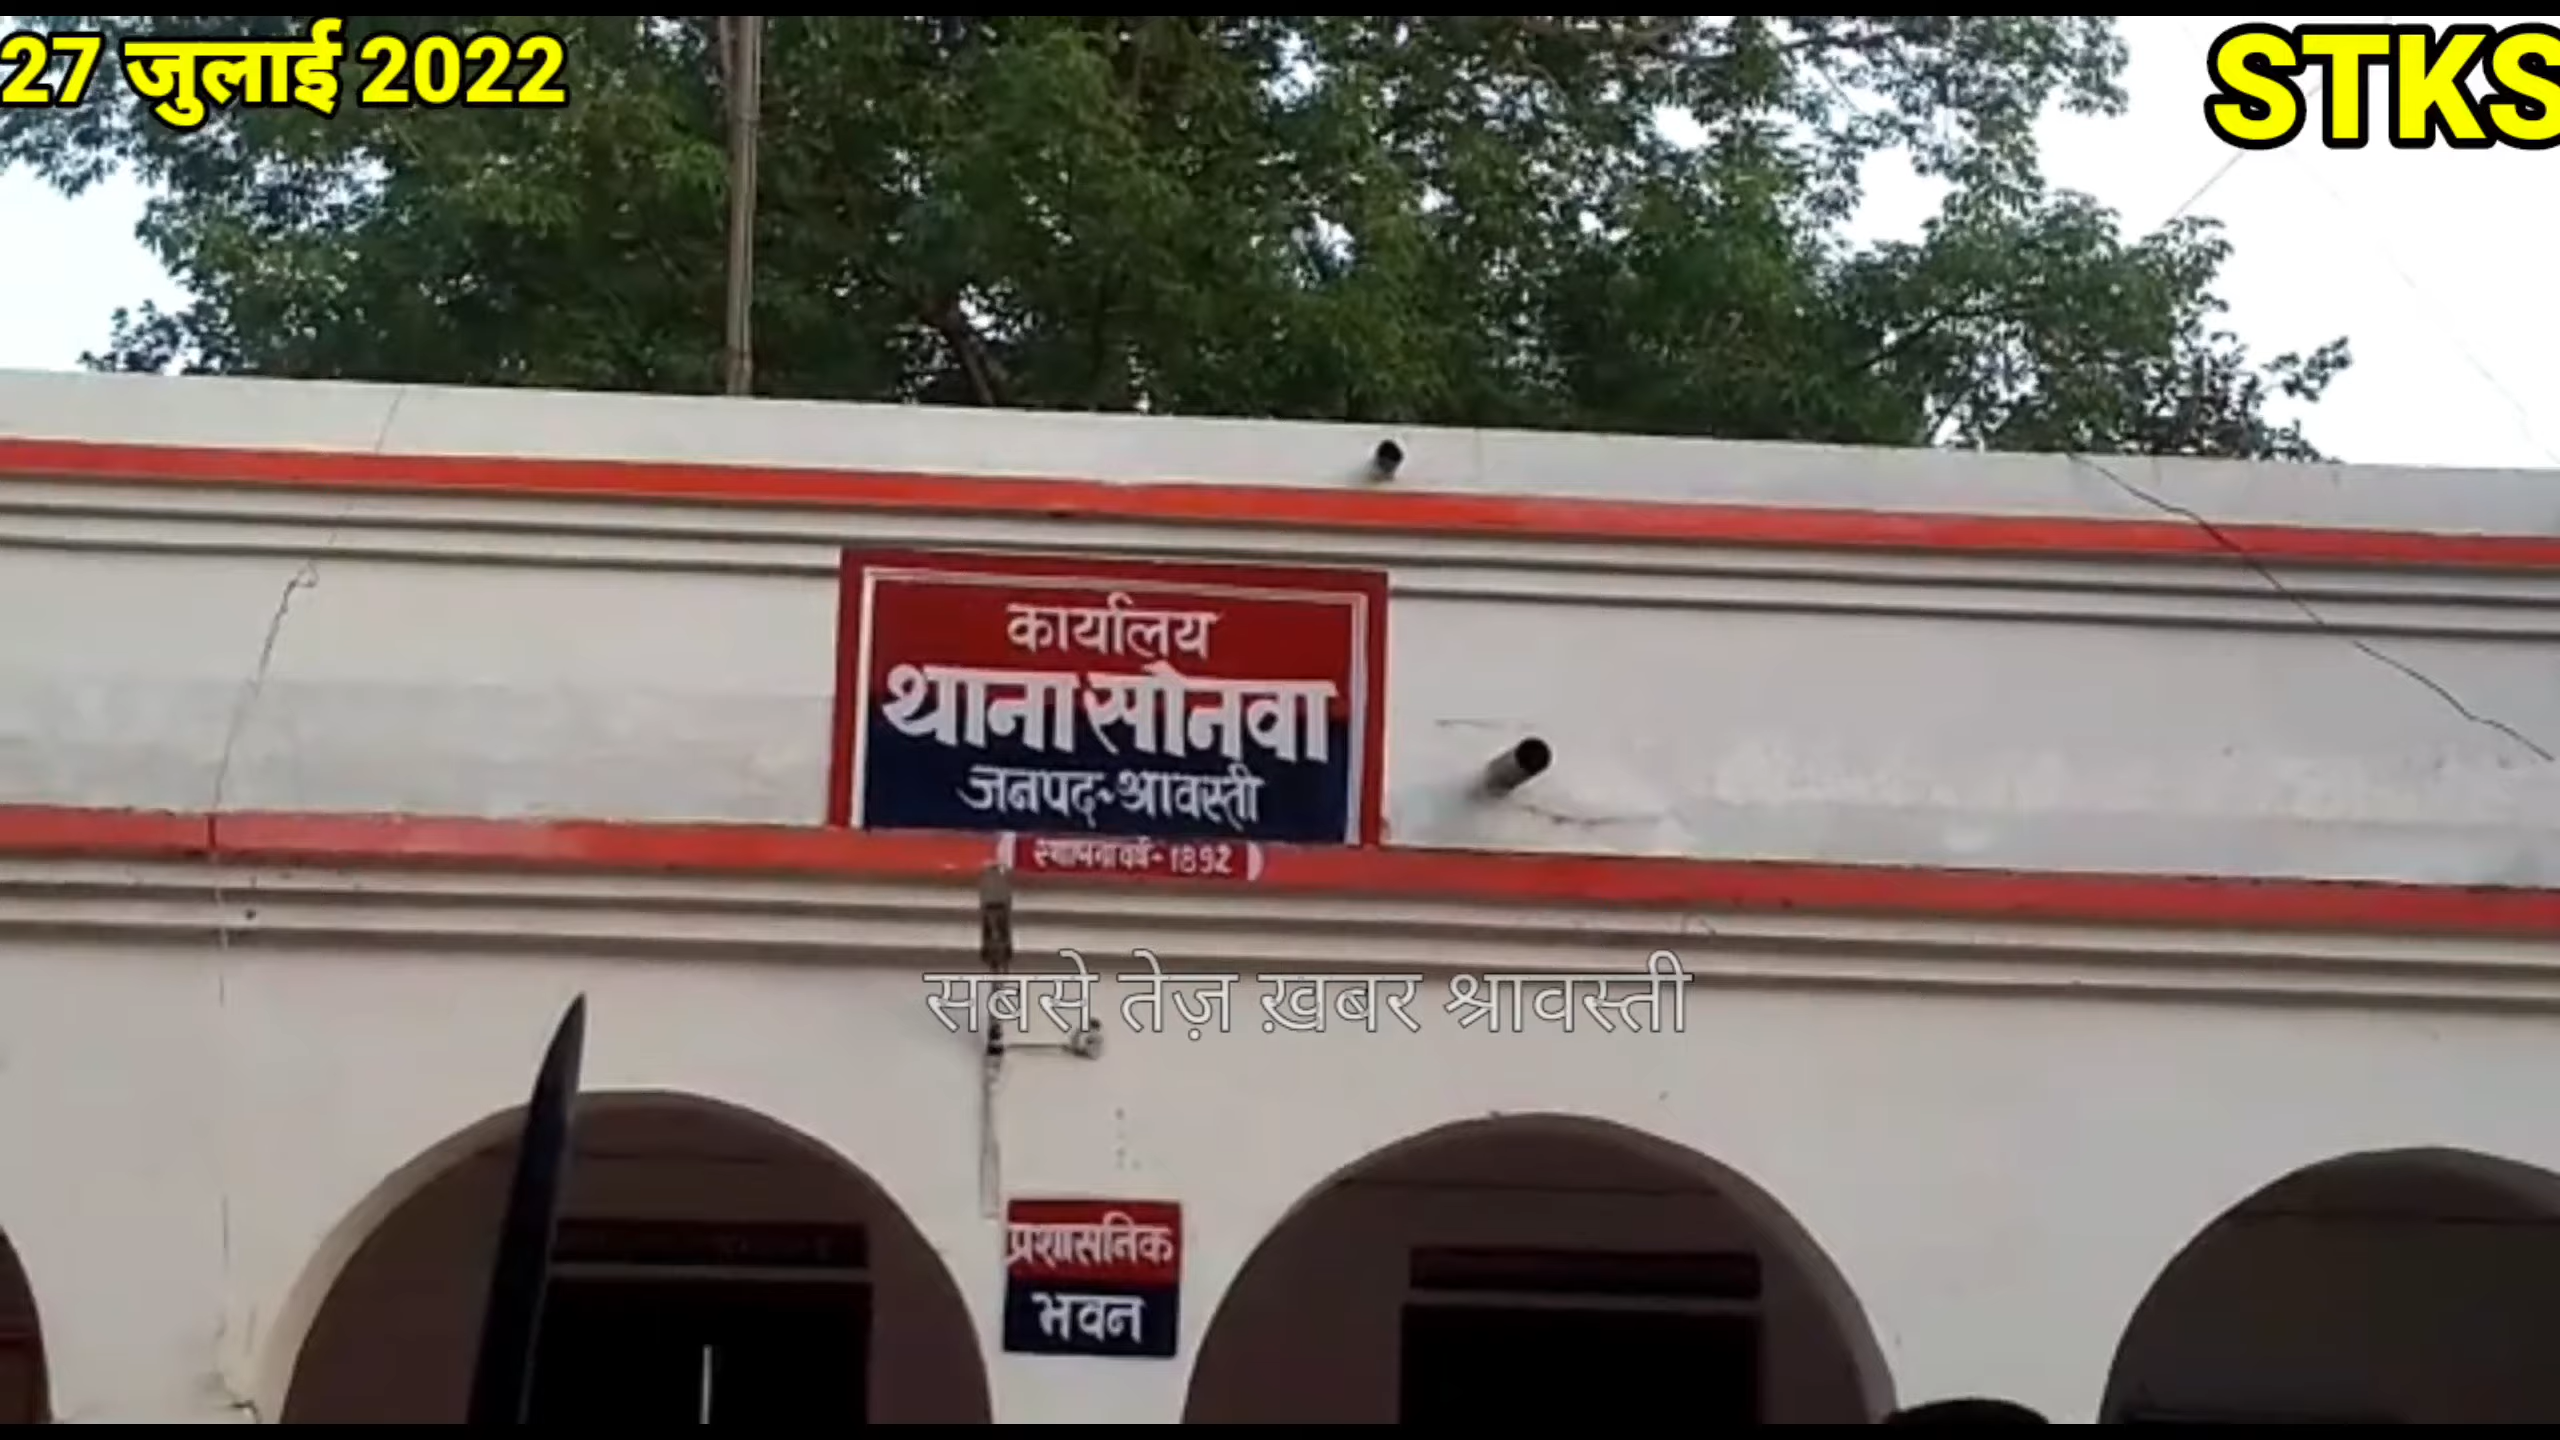 27 जुलाई 2022
STKS
कार्यालय
थाना सोनवा
जनपद-श्रावस्ती
( स्थापना वर्ष- 1892 )
सबसे तेज़ ख़बर श्रावस्ती
प्रशासनिक
भवन